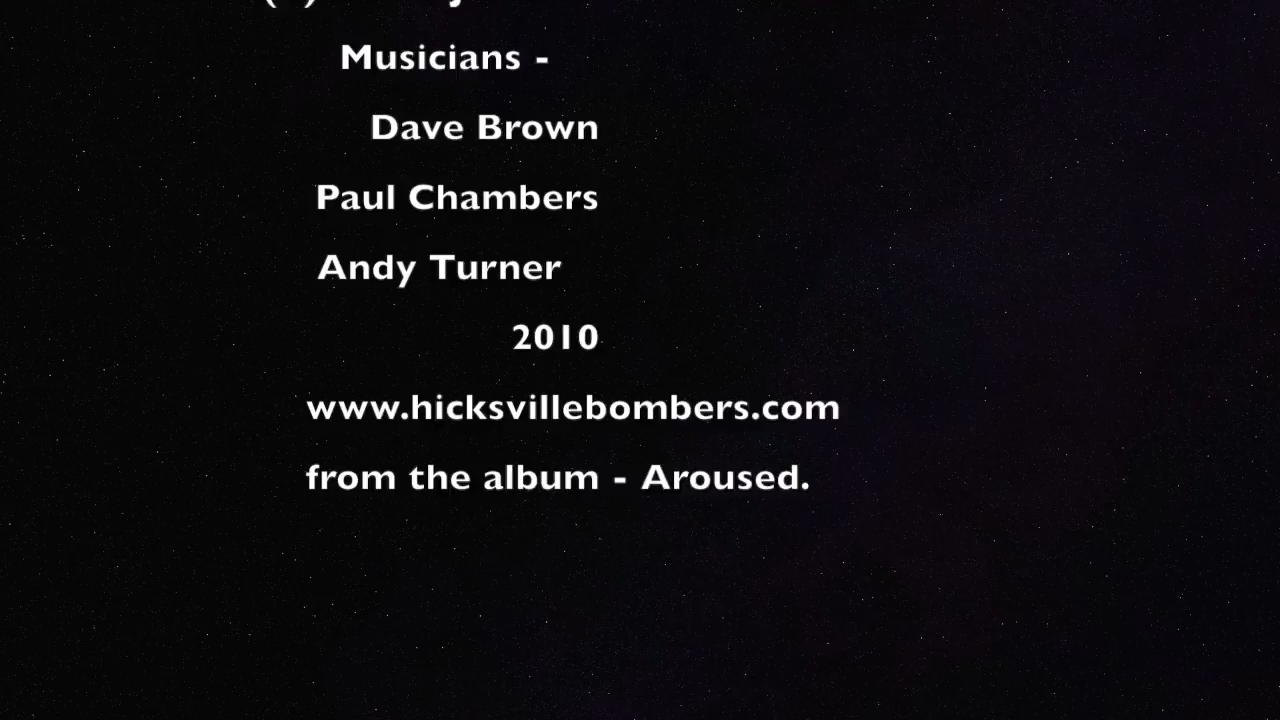 Musicians -
Dave Brown
Paul Chambers
Andy Turner
2010
www.hicksvillebombers.com
from the album - Aroused.